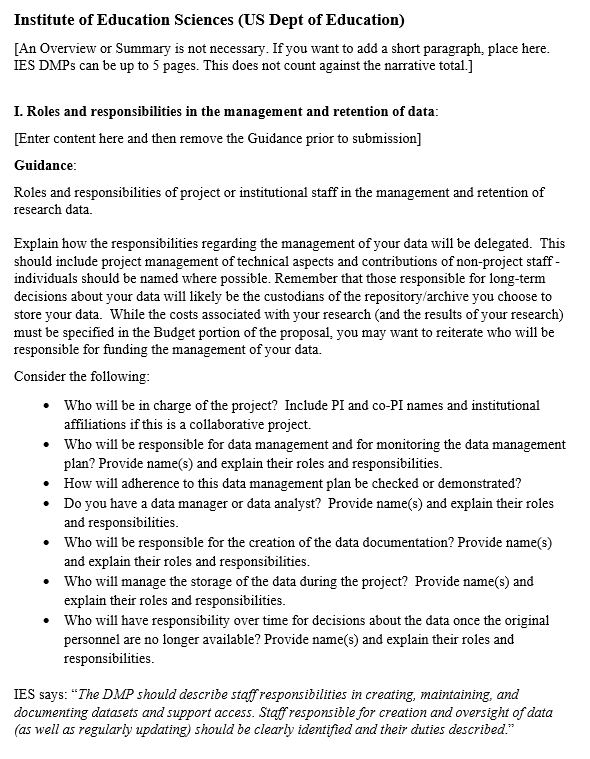 Institute of Education Sciences (US Dept of Education)
[An Overview or Summary is not necessary. If you want to add a short paragraph, place here.
IES DMPs can be up to 5 pages. This does not count against the narrative total.]
I. Roles and responsibilities in the management and retention of data:
[Enter content here and then remove the Guidance prior to submission]
Guidance:
Roles and responsibilities of project or institutional staff in the management and retention of
research data.
Explain how the responsibilities regarding the management of your data will be delegated.  This
should include project management of technical aspects and contributions of non-project staff -
individuals should be named where possible. Remember that those responsible for long-term
decisions about your data will likely be the custodians of the repository/archive you choose to
store your data.  While the costs associated with your research (and the results of your research)
must be specified in the Budget portion of the proposal, you may want to reiterate who will be
responsible for funding the management of your data.
Consider the following:
• Who will be in charge of the project?  Include PI and co-PI names and institutional
affiliations if this is a collaborative project.
• Who will be responsible for data management and for monitoring the data management
plan? Provide name(s) and explain their roles and responsibilities.
• How will adherence to this data management plan be checked or demonstrated?
• Do you have a data manager or data analyst?  Provide name(s) and explain their roles
and responsibilities.
• Who will be responsible for the creation of the data documentation? Provide name(s)
and explain their roles and responsibilities.
• Who will manage the storage of the data during the project?  Provide name(s) and
explain their roles and responsibilities.
• Who will have responsibility over time for decisions about the data once the original
personnel are no longer available? Provide name(s) and explain their roles and
responsibilities.
IES says: “The DMP should describe staff responsibilities in creating, maintaining, and
documenting datasets and support access. Staff responsible for creation and oversight of data
(as well as regularly updating) should be clearly identified and their duties described.”